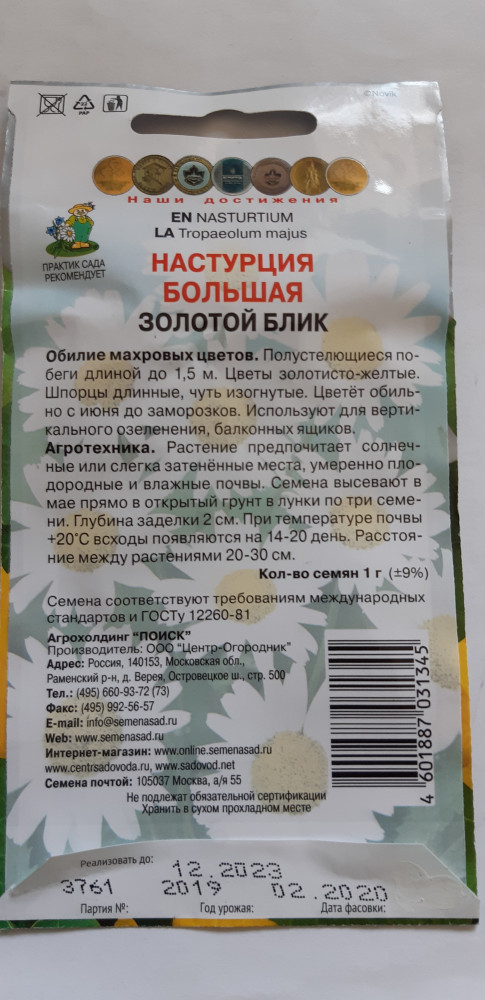 ©Novik
PAP
Наши достижения
EN NASTURTIUM
LA Tropaeolum majus
ПРАКТИК САДА
РЕКОМЕНДУЕТ
НАСТУРЦИЯ
БОЛЬШАЯ
ЗОЛОТОЙ БЛИК
Обилие махровых цветов. Полустелющиеся по-
беги длиной до 1,5 м. Цветы золотисто-желтые.
Шпорцы длинные, чуть изогнутые. Цветёт обиль-
но с июня до заморозков. Используют для верти-
кального озеленения, балконных ящиков.
Агротехника. Растение предпочитает солнеч-
ные или слегка затенённые места, умеренно пло-
дородные и влажные почвы. Семена высевают в
мае прямо в открытый грунт в лунки по три семе-
ни. Глубина заделки 2 см. При температуре почвы
+20°С всходы появляются на 14-20 день. Расстоя-
ние между растениями 20-30 см.
Кол-во семян 1 г (±9%)
Семена соответствуют требованиям международных
стандартов и ГОСТу 12260-81
Агрохолдинг "ПОИСК"
Производитель: ООО "Центр-Огородник"
Адрес: Россия, 140153, Московская обл.,
Раменский р-н, д. Верея, Островецкое ш., стр. 500
Тел.: (495) 660-93-72 (73)
Факс: (495) 992-56-57
E-mail: info@semenasad.ru
Web: www.semenasad.ru
Интернет-магазин: www.online.semenasad.ru
www.centrsadovoda.ru, www.sadovod.net
Семена почтой: 105037 Москва, а/я 55
Не подлежат обязательной сертификации
Хранить в сухом прохладном месте
4 601887 031345
Реализовать до: 12.2023
3761 2019 02.2020
Партия №: Год урожая: Дата фасовки: